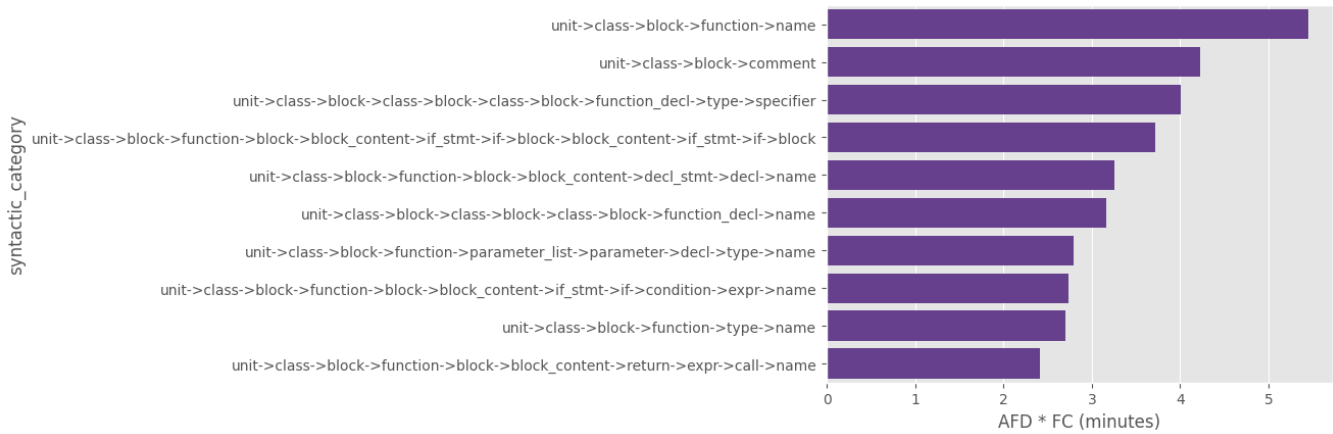 unit->class->block->function->name
unit->class->block->comment
unit->class->block->class->block->class->block->function_decl->type->specifier
unit->class->block->function->block->block_content->if_stmt->if->block->block_content->if_stmt->if->block
unit->class->block->function->block->block_content->decl_stmt->decl->name
unit->class->block->class->block->class->block->function_decl->name
unit->class->block->function->parameter_list->parameter->decl->type->name
unit->class->block->function->block->block_content->if_stmt->if->condition->expr->name
unit->class->block->function->type->name
unit->class->block->function->block->block_content->return->expr->call->name
syntactic_category
0 1 2 3 4 5
AFD * FC (minutes)